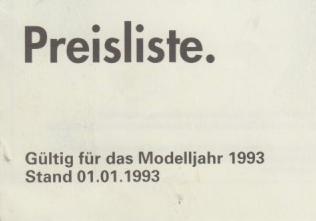 Preisliste.
Gültig für das Modelljahr 1993
Stand 01.01.1993